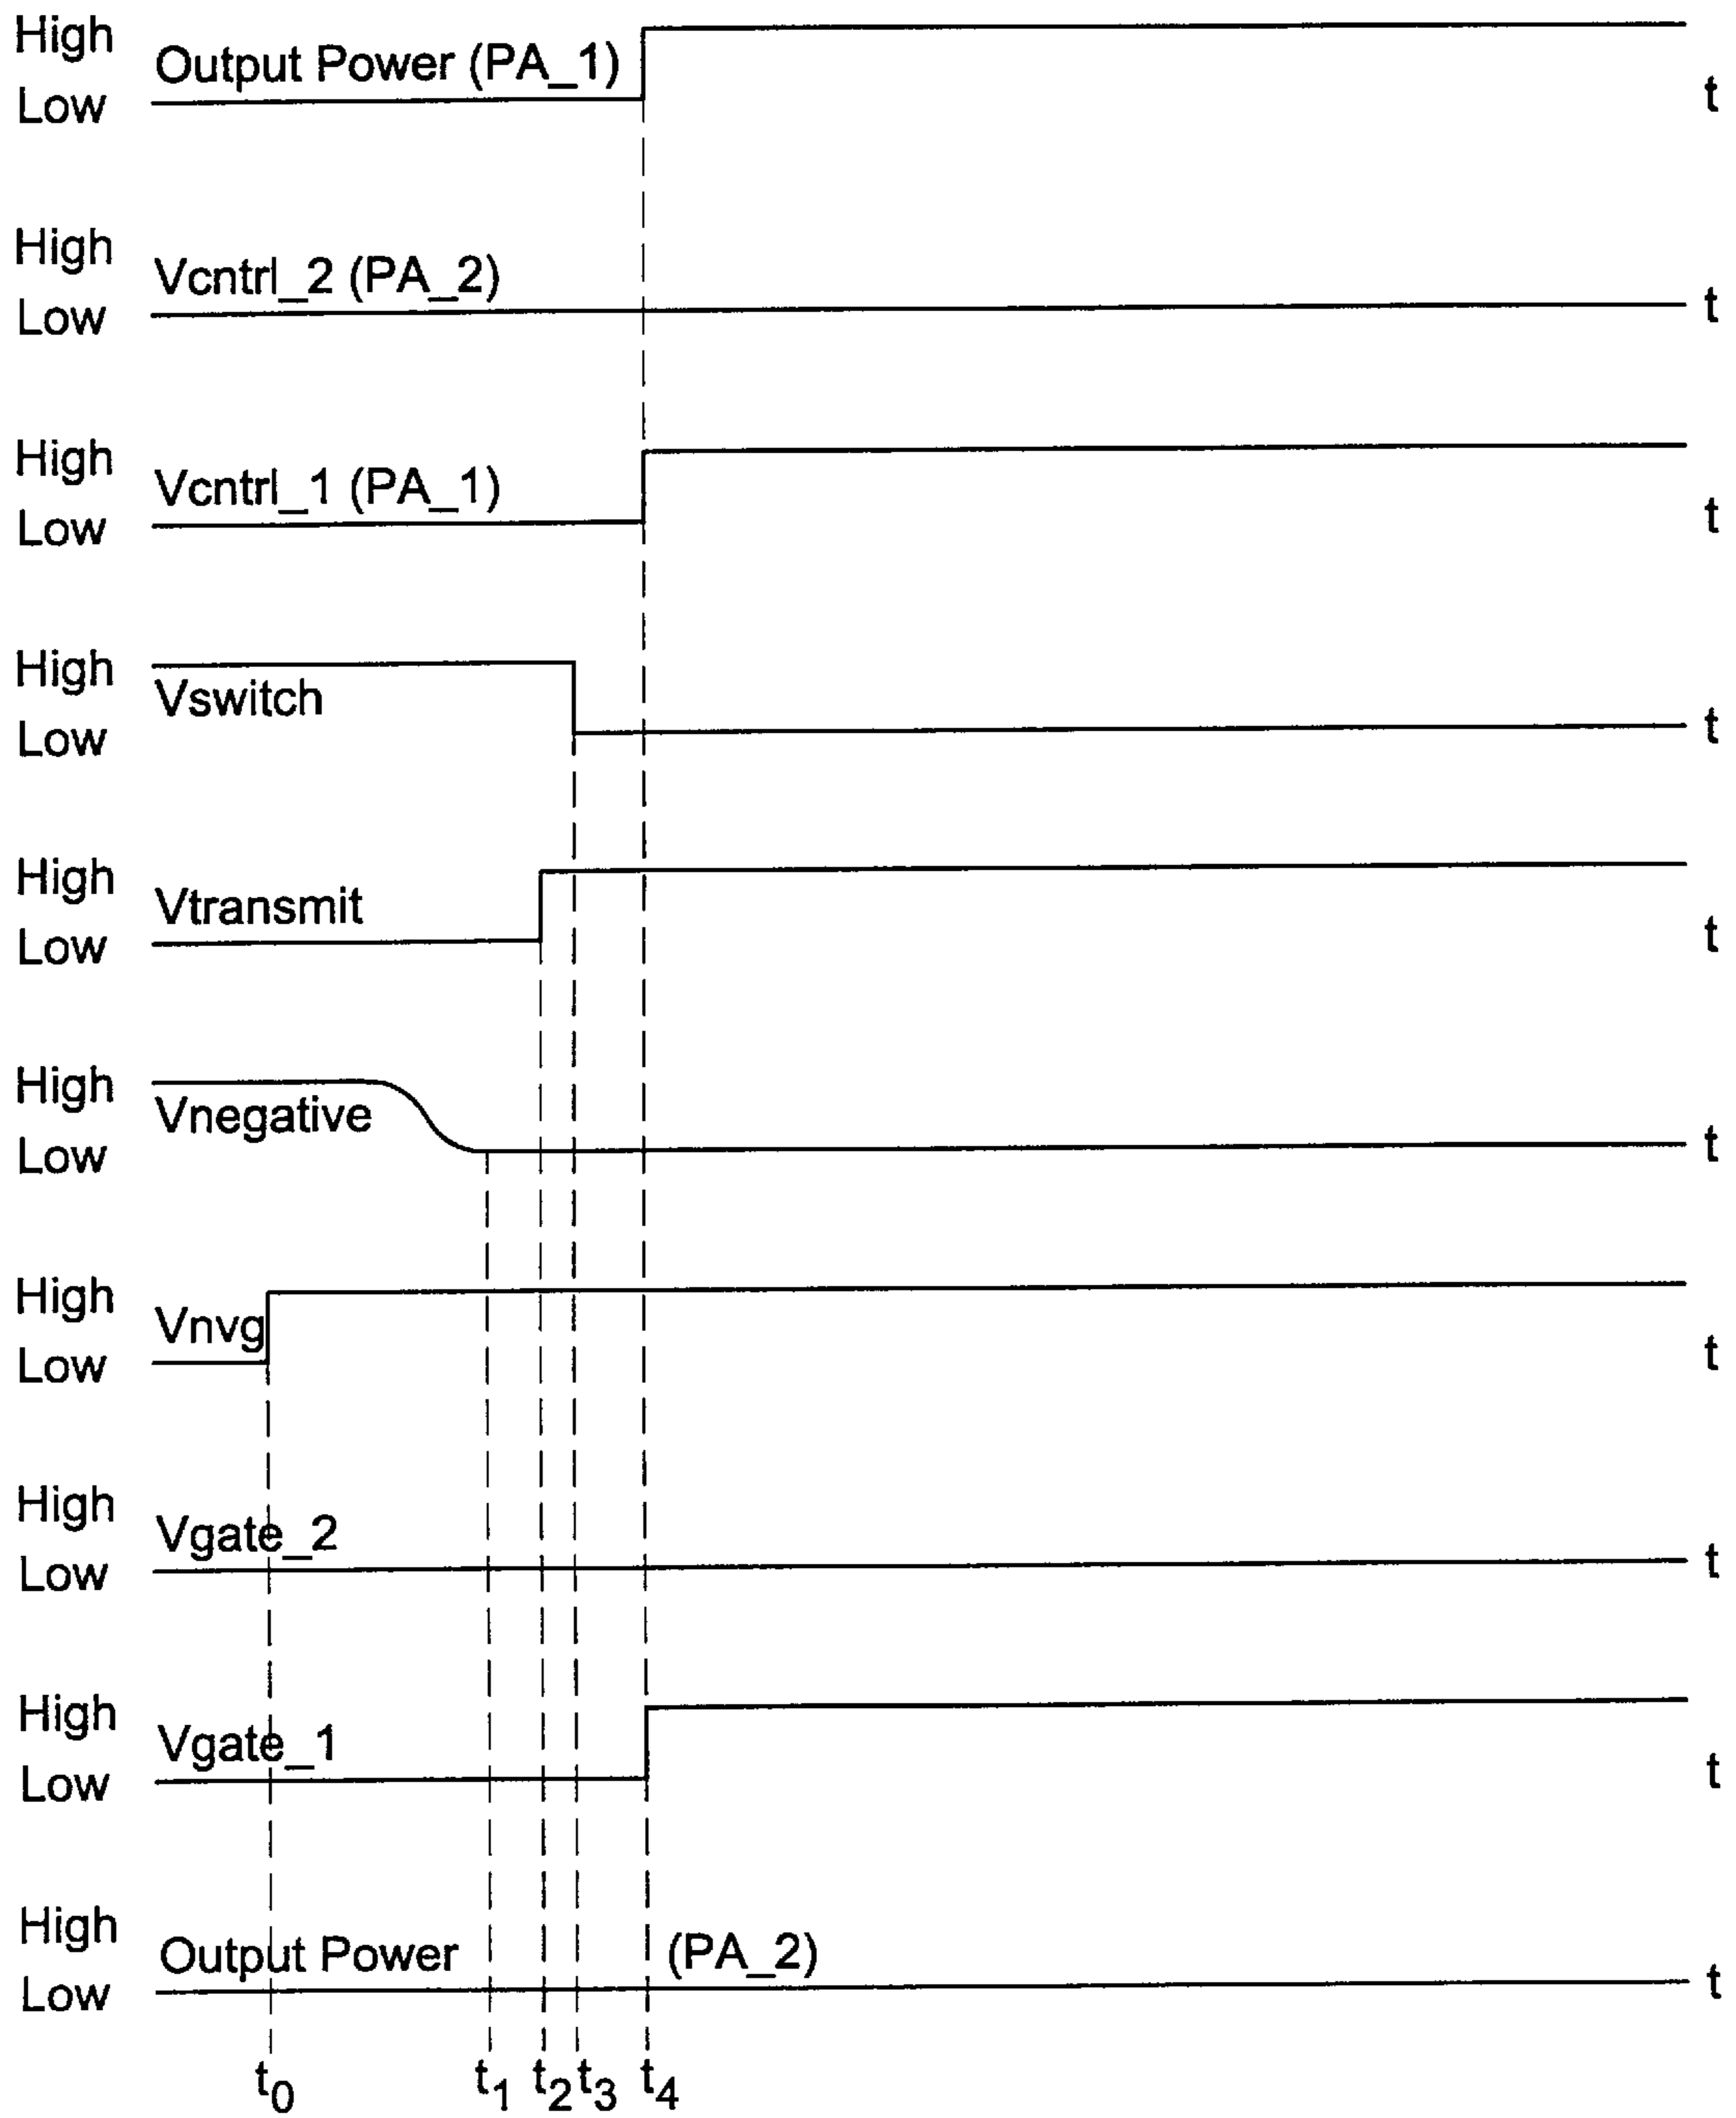 High
Output Power (PA_1)
Low
t
High
Vcntrl_2 (PA_2)
Low
t
High
Vcntrl_1 (PA_1)
Low
t
High
Vswitch
Low
t
High
Vtransmit
Low
t
High
Vnegative
Low
t
High
Vnvg
Low
t
High
Vgate_2
Low
t
High
Vgate_1
Low
t
High
Output Power (PA_2)
Low
t
t0 t1 t2 t3 t4